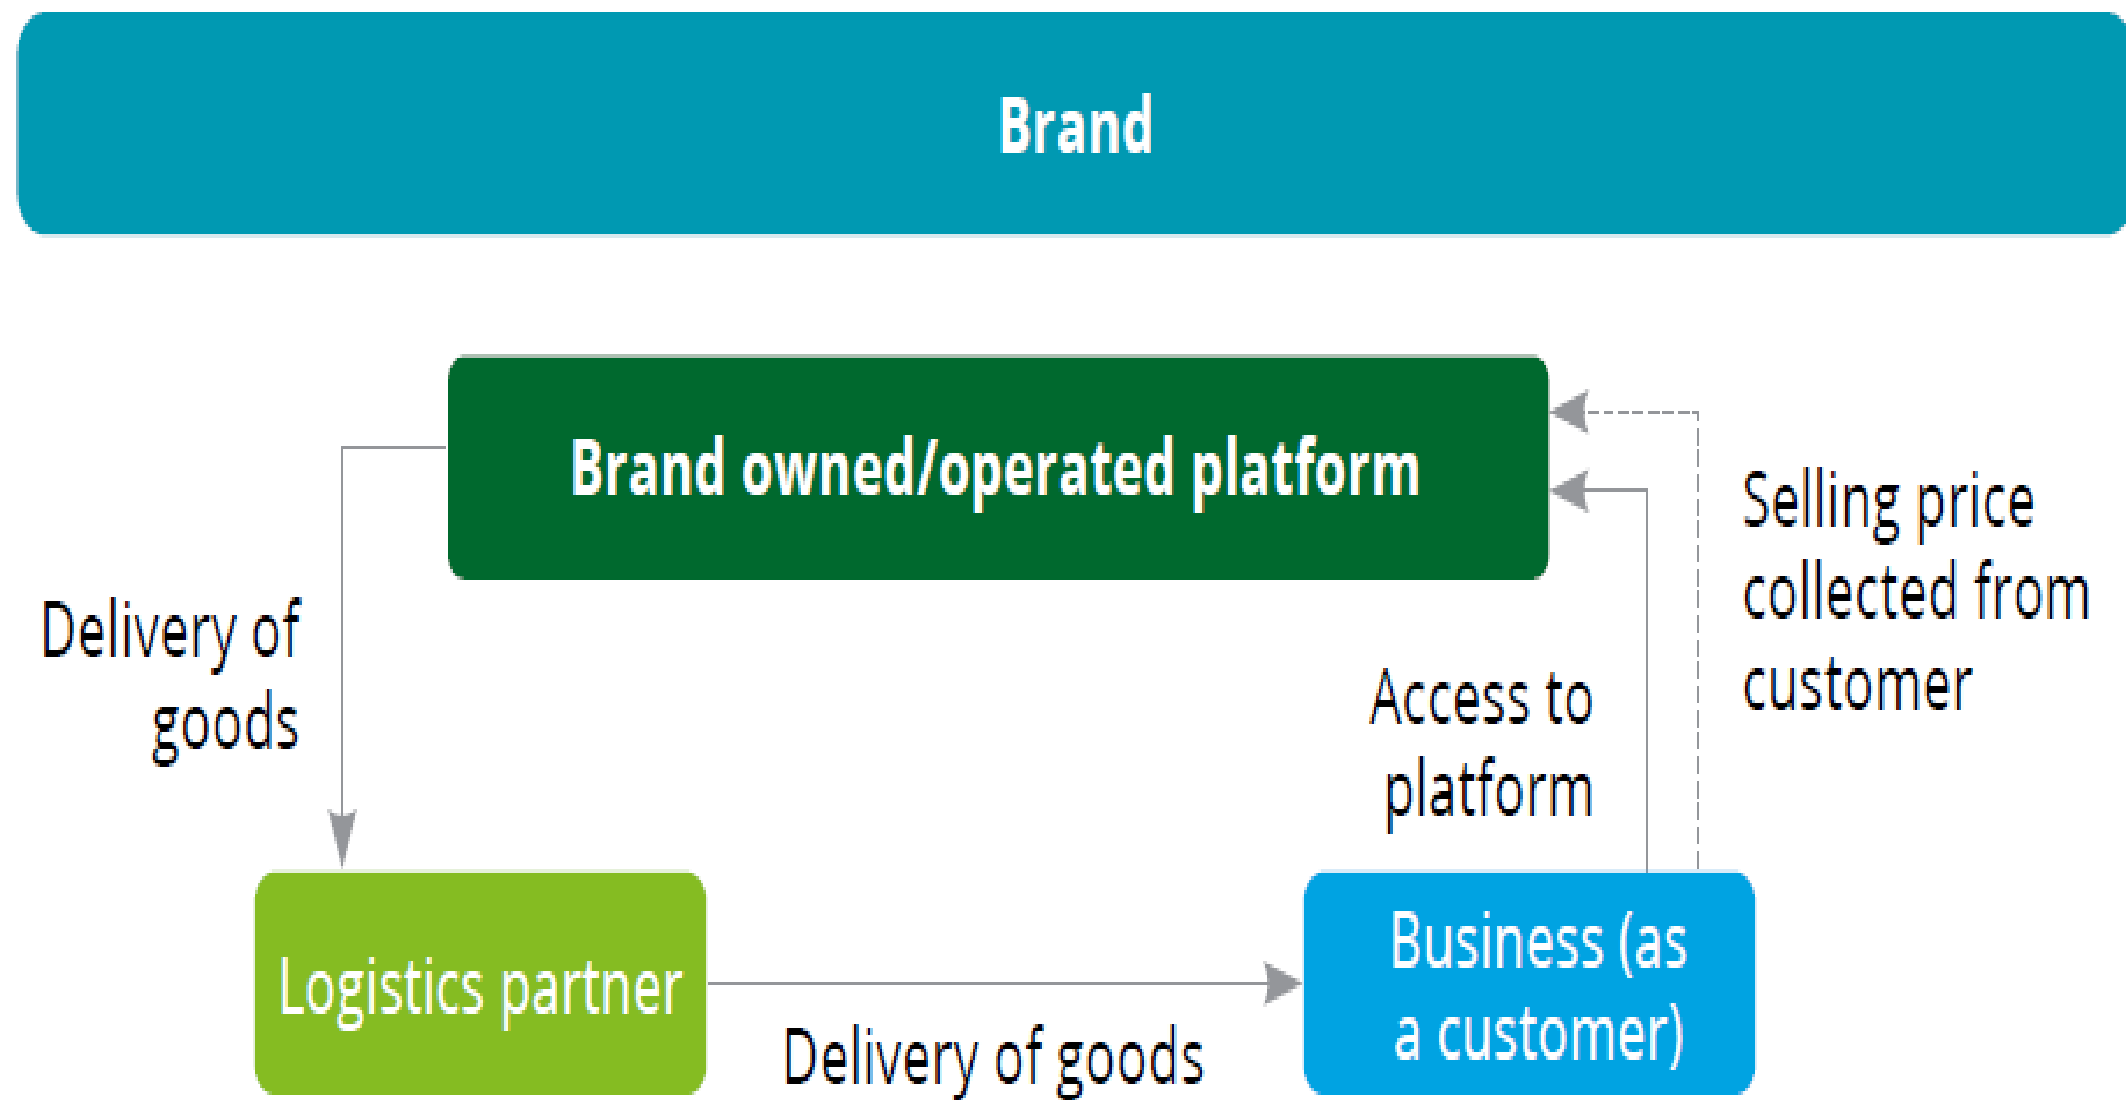 Brand
Brand owned/operated platform
Selling price
collected from
customer
Delivery of
goods
Access to
platform
Logistics partner
Delivery of goods
Business (as
a customer)